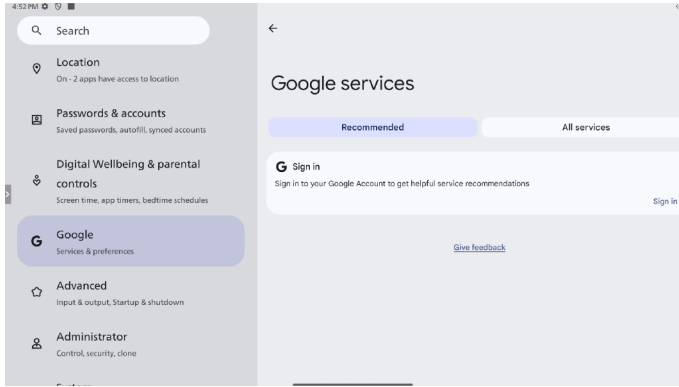 4:52 PM
Search
Location
On - 2 apps have access to location
Passwords & accounts
Saved passwords, autofill, synced accounts
Digital Wellbeing & parental
controls
Screen time, app timers, bedtime schedules
Google
Services & preferences
Advanced
Input & output, Startup & shutdown
Administrator
Control, security, clone
Google services
Recommended
All services
G Sign in
Sign in to your Google Account to get helpful service recommendations
Sign in
Give feedback